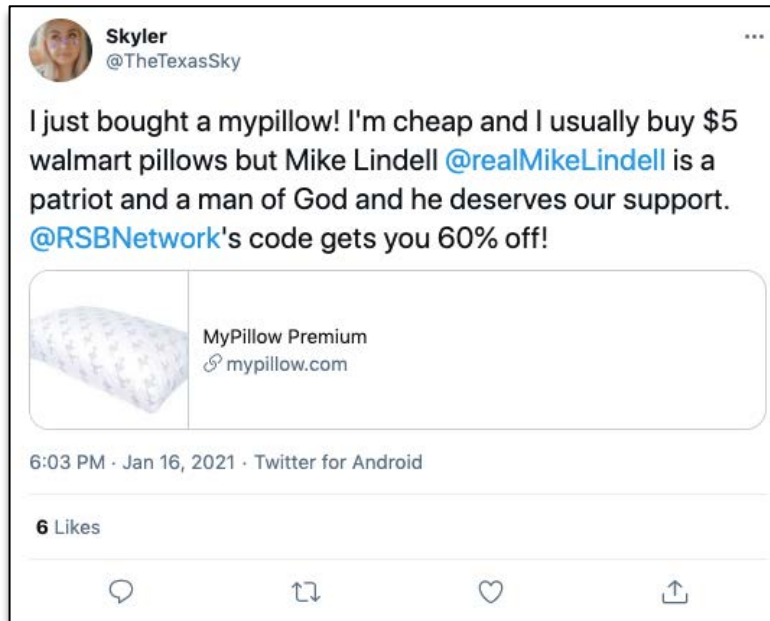 Skyler
@TheTexasSky
I just bought a mypillow! I'm cheap and I usually buy $5
walmart pillows but Mike Lindell @realMikeLindell is a
patriot and a man of God and he deserves our support.
@RSBNetwork's code gets you 60% off!
MyPillow Premium
mypillow.com
6:03 PM · Jan 16, 2021 · Twitter for Android
6 Likes